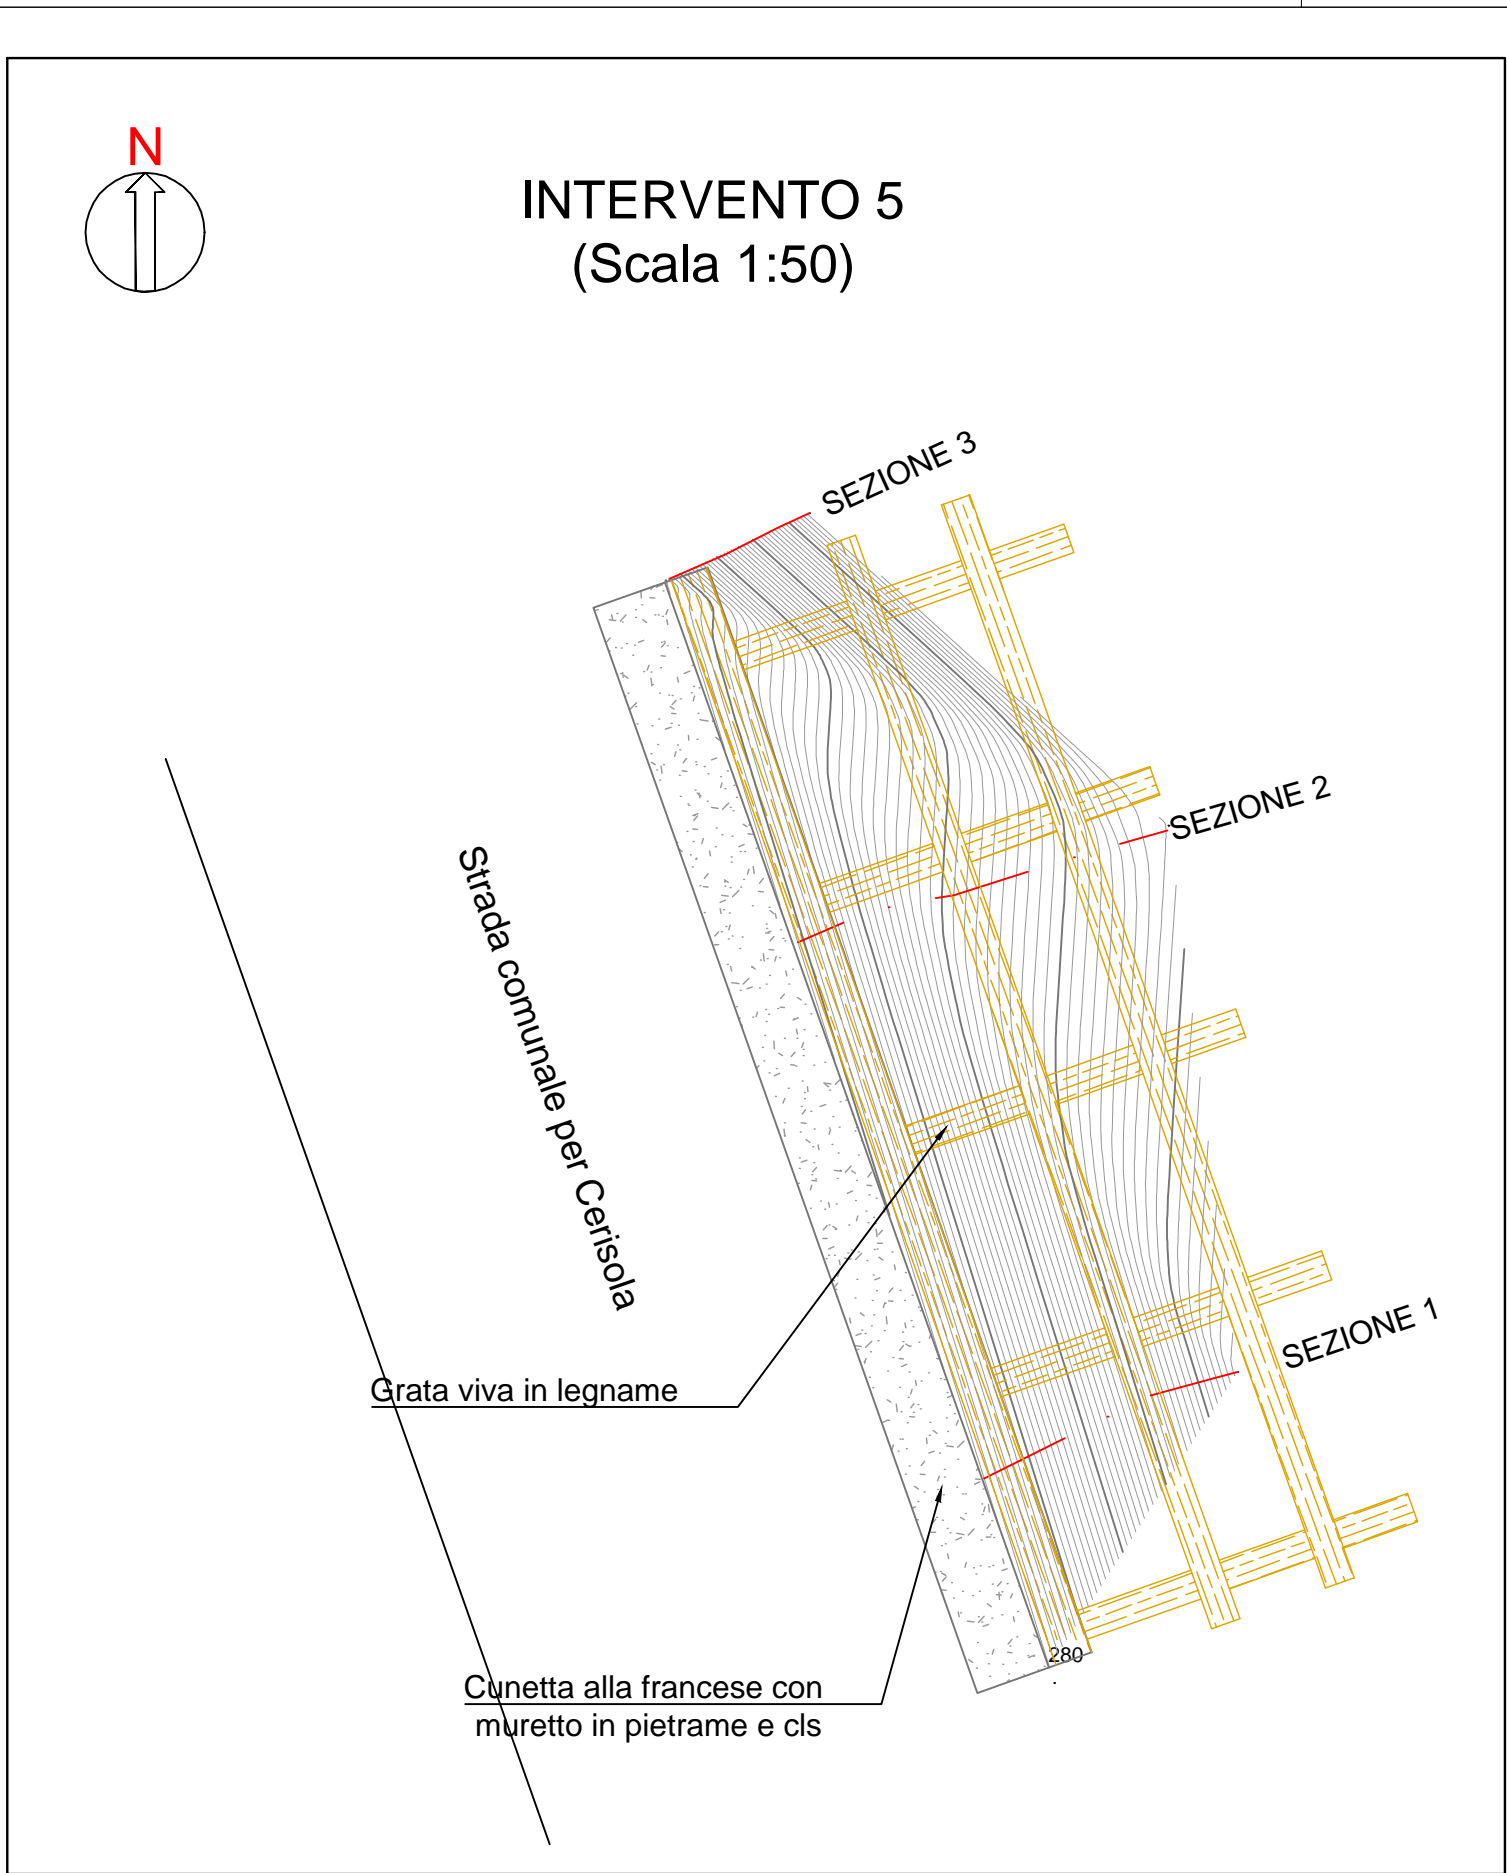 N
INTERVENTO 5
(Scala 1:50)
SEZIONE 3
SEZIONE 2
Strada comunale per Cerisola
SEZIONE 1
Grata viva in legname
280
Cunetta alla francese con
muretto in pietrame e cls